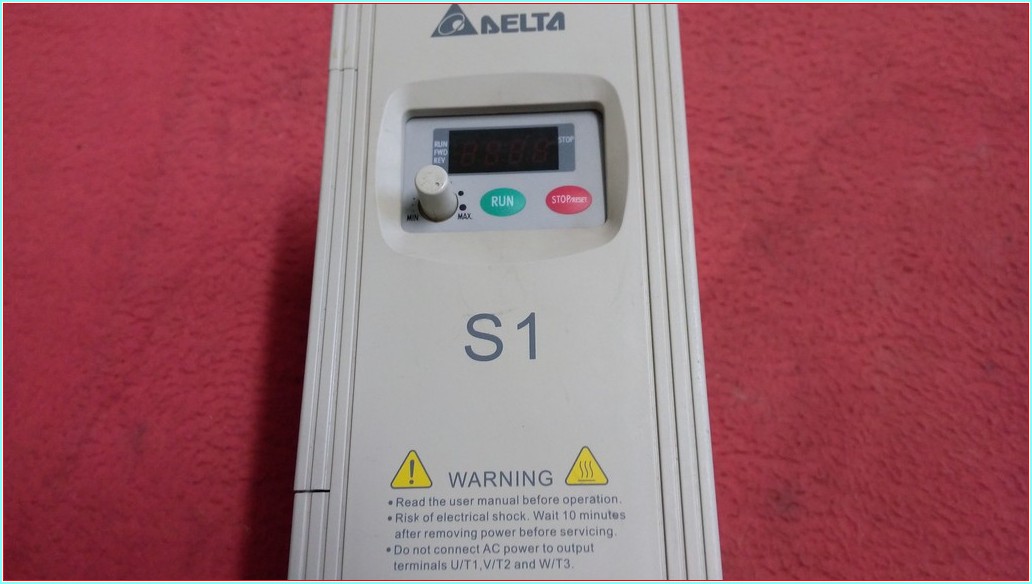 DELTA
RUN
FWD
REV
STOP
MIN
MAX.
RUN
STOP/RESET
S1
WARNING
• Read the user manual before operation.
• Risk of electrical shock. Wait 10 minutes
after removing power before servicing.
• Do not connect AC power to output
terminals U/T1,V/T2 and W/T3.